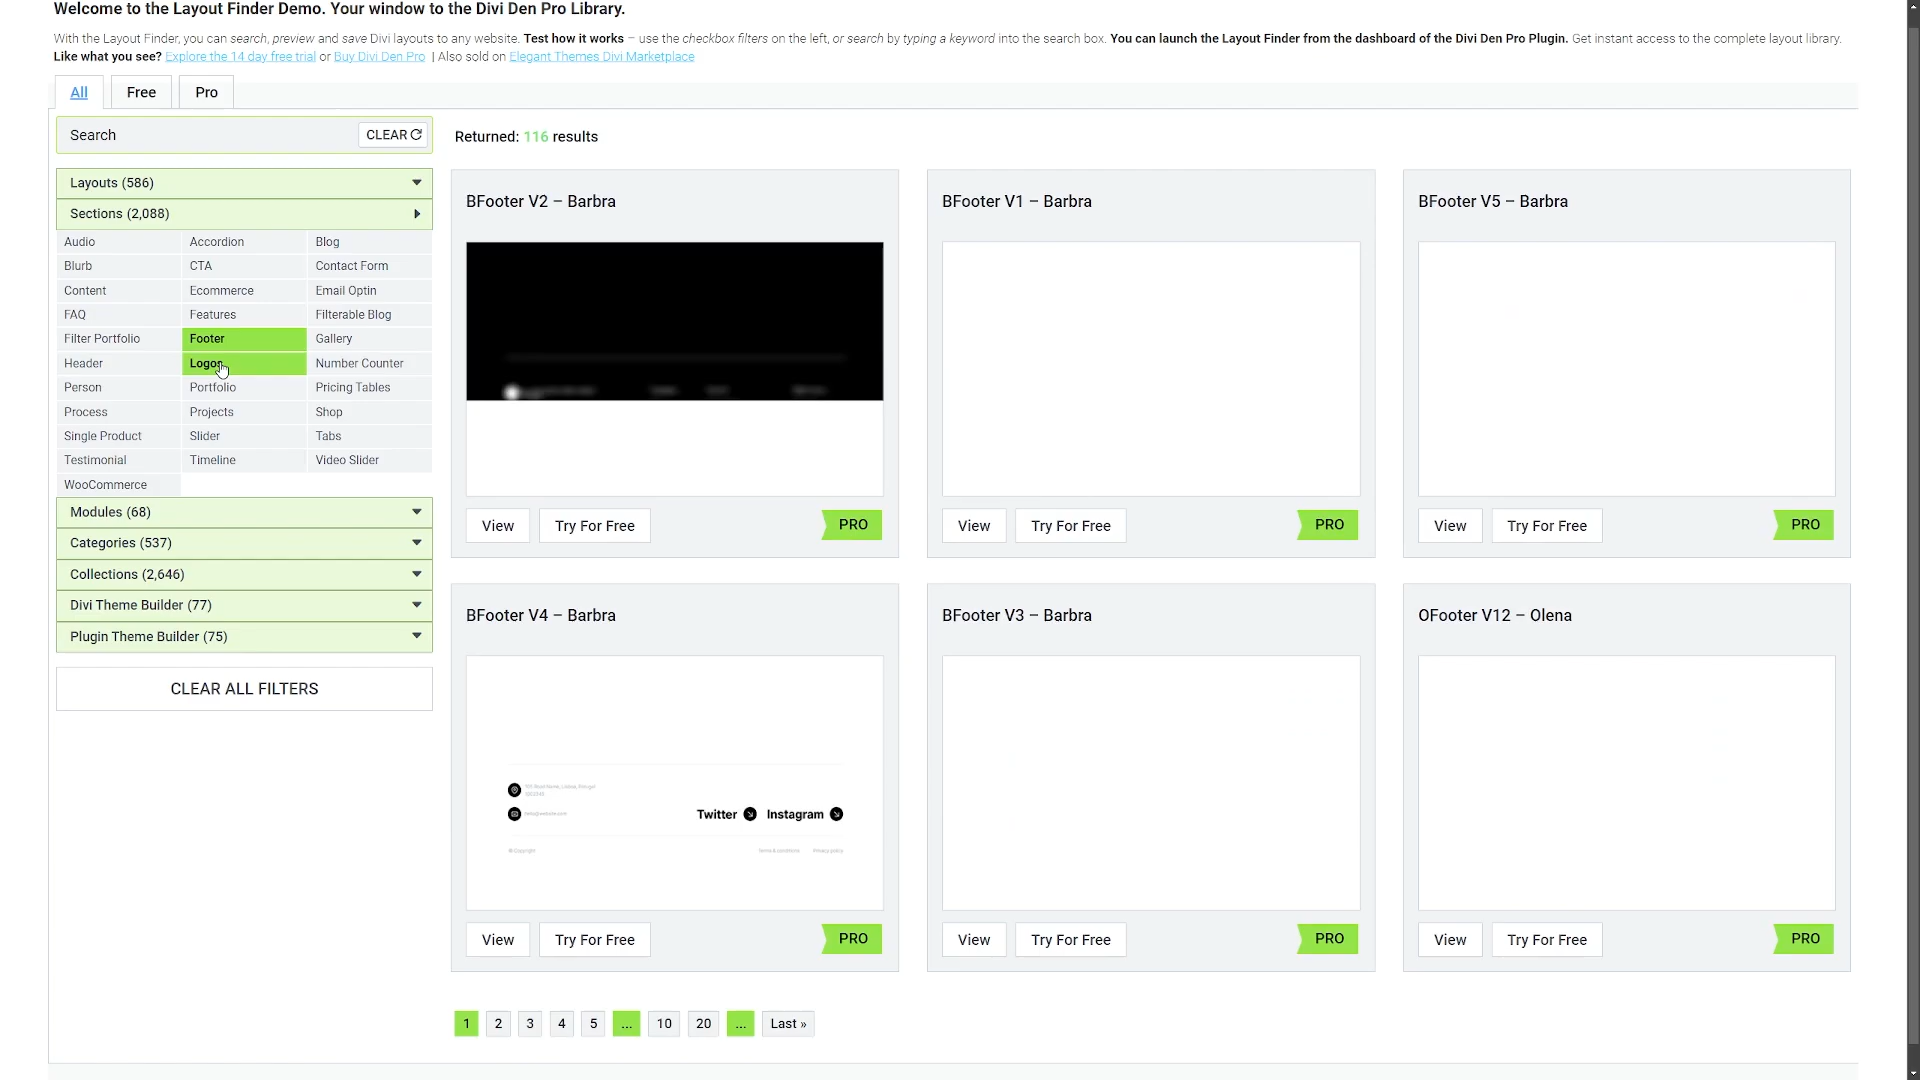 Welcome to the Layout Finder Demo. Your window to the Divi Den Pro Library.
With the Layout Finder, you can search, preview and save Divi layouts to any website. Test how it works – use the checkbox filters on the left, or search by typing a keyword into the search box. You can launch the Layout Finder from the dashboard of the Divi Den Pro Plugin. Get instant access to the complete layout library.
Like what you see? Explore the 14 day free trial or Buy Divi Den Pro | Also sold on Elegant Themes Divi Marketplace
All Free Pro
Search CLEAR
Returned: 116 results
Layouts (586)
Sections (2,088)
Audio Accordion Blog
Blurb CTA Contact Form
Content Ecommerce Email Optin
FAQ Features Filterable Blog
Filter Portfolio Footer Gallery
Header Logos Number Counter
Person Portfolio Pricing Tables
Process Projects Shop
Single Product Slider Tabs
Testimonial Timeline Video Slider
WooCommerce
Modules (68)
Categories (537)
Collections (2,646)
Divi Theme Builder (77)
Plugin Theme Builder (75)
CLEAR ALL FILTERS
BFooter V2 – Barbra
View Try For Free PRO
BFooter V1 – Barbra
View Try For Free PRO
BFooter V5 – Barbra
View Try For Free PRO
BFooter V4 – Barbra
Twitter Instagram
© Copyright Terms & conditions Privacy policy
View Try For Free PRO
BFooter V3 – Barbra
View Try For Free PRO
OFooter V12 – Olena
View Try For Free PRO
1 2 3 4 5 ... 10 20 ... Last »